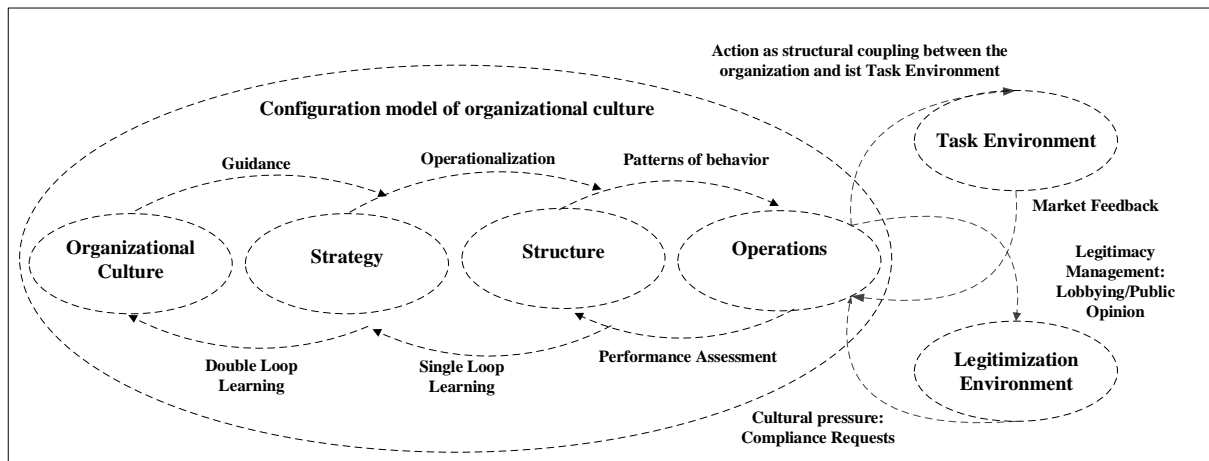 Action as structural coupling between the
organization and ist Task Environment
Configuration model of organizational culture
Task Environment
Guidance
Operationalization
Patterns of behavior
Market Feedback
Organizational
Culture
Strategy
Structure
Operations
Legitimacy
Management:
Lobbying/Public
Opinion
Double Loop
Learning
Single Loop
Learning
Performance Assessment
Legitimization
Environment
Cultural pressure:
Compliance Requests